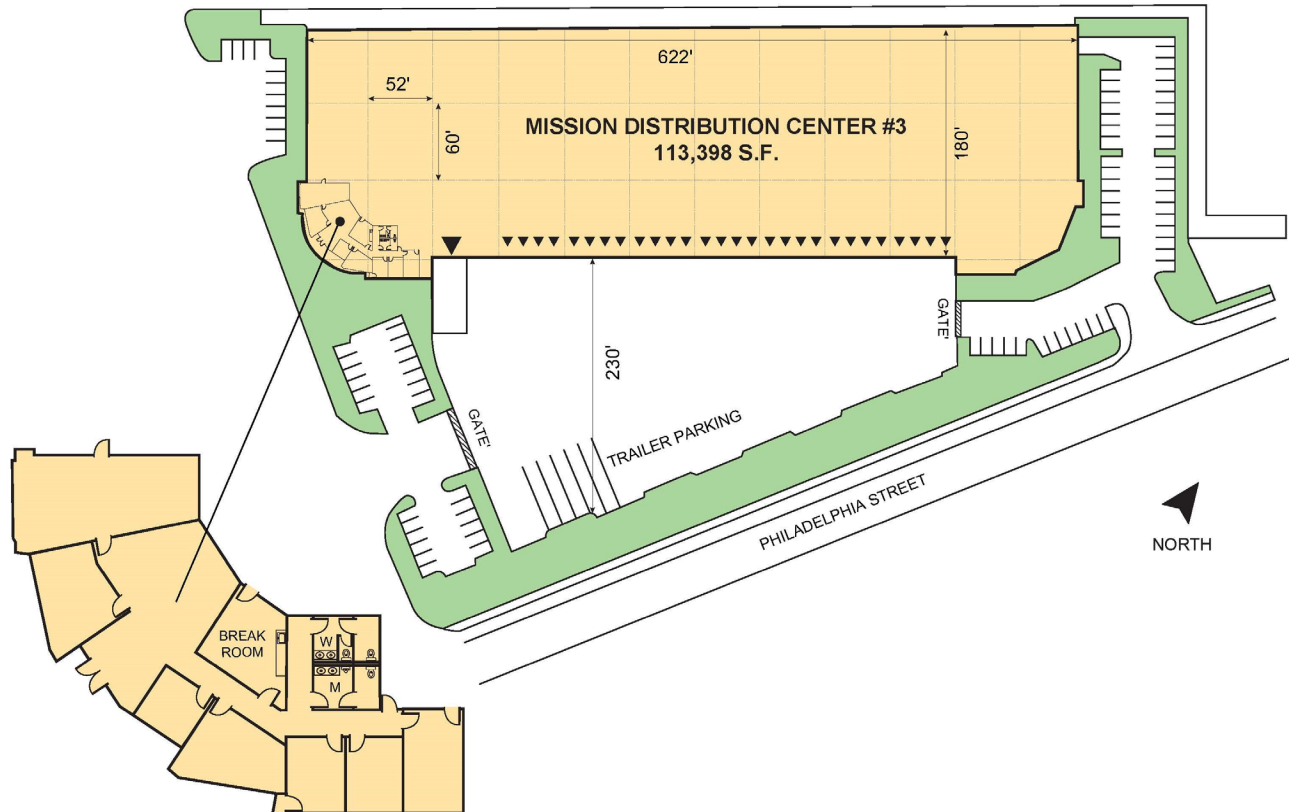 622'
52'
MISSION DISTRIBUTION CENTER #3
113,398 S.F.
60'
180'
GATE'
230'
GATE'
TRAILER PARKING
PHILADELPHIA STREET
NORTH
BREAK
ROOM
W
M